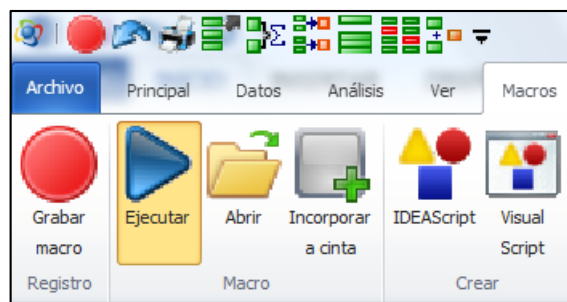 Archivo Principal Datos Análisis Ver Macros
Grabar macro
Ejecutar
Abrir
Incorporar a cinta
IDEAScript
Visual Script
Registro Macro Crear